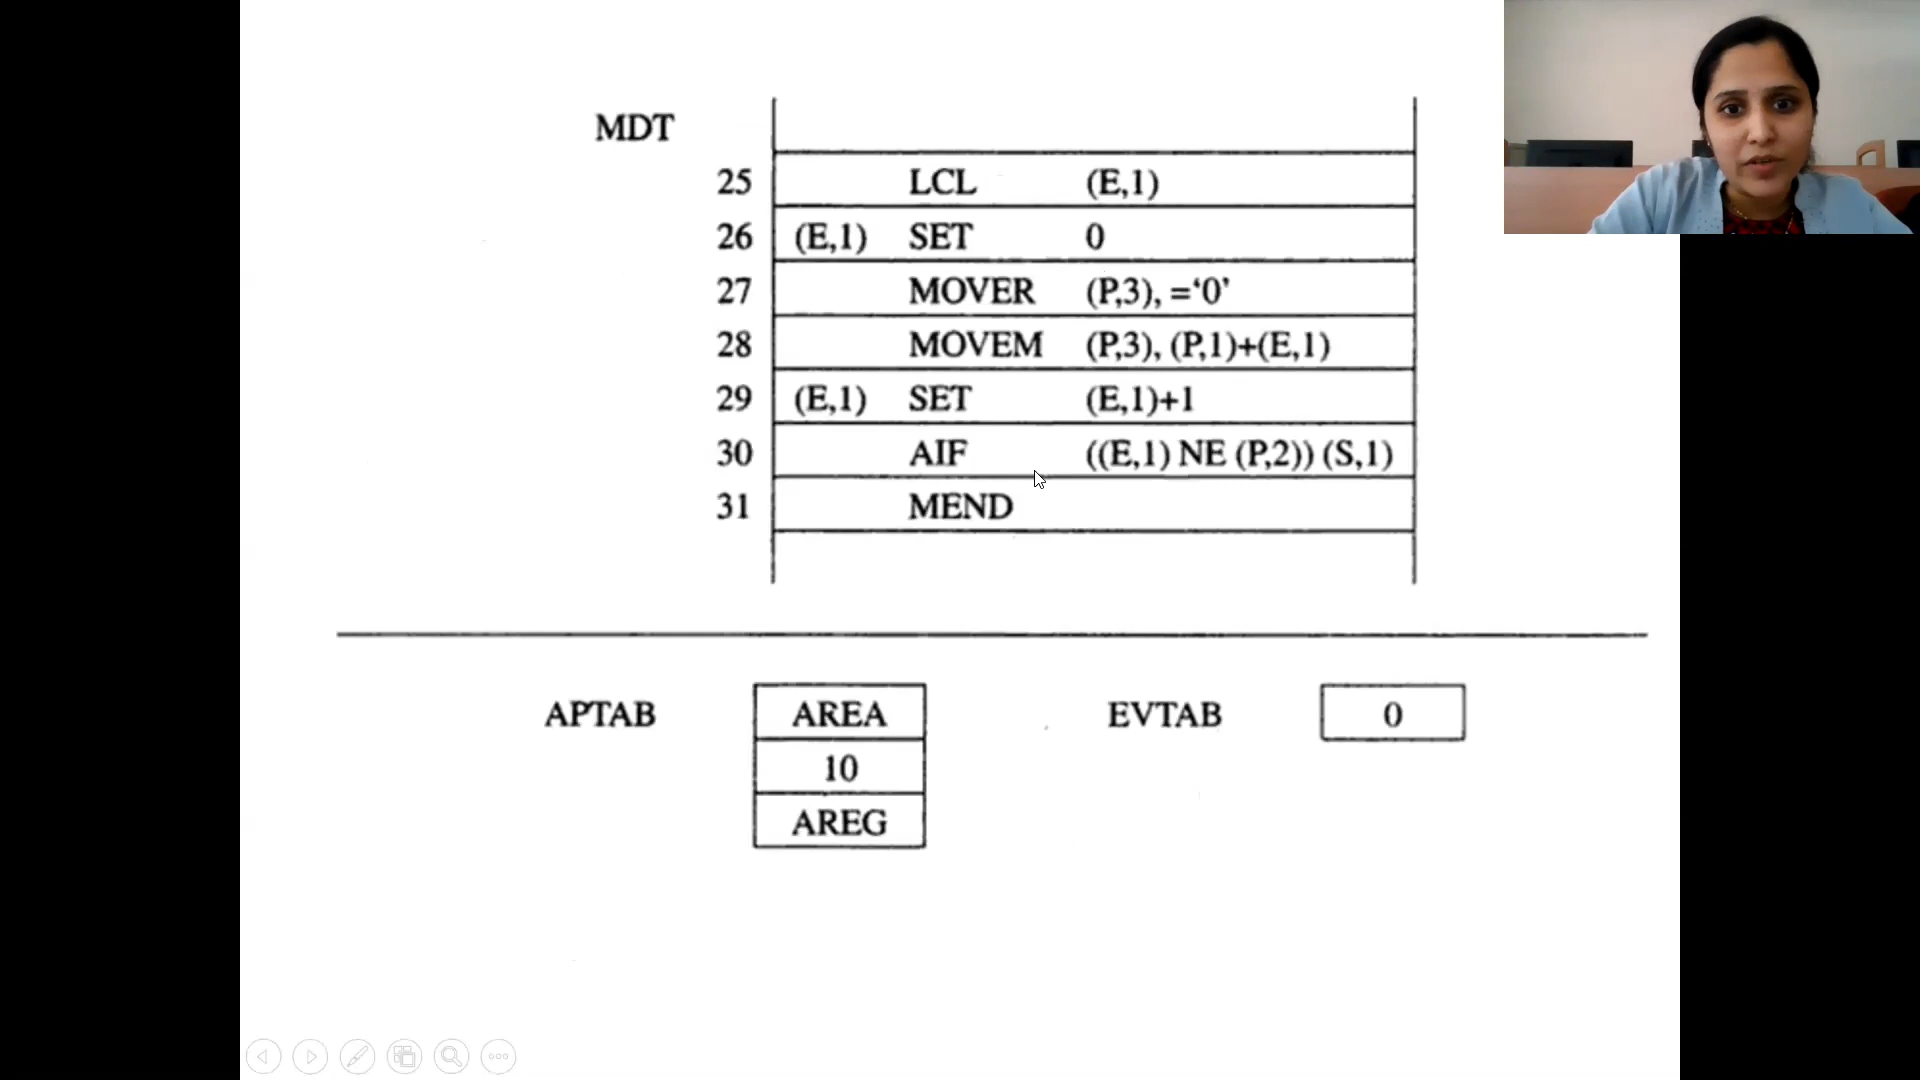 MDT
25 LCL (E,1)
26 (E,1) SET 0
27 MOVER (P,3), =‘0’
28 MOVEM (P,3), (P,1)+(E,1)
29 (E,1) SET (E,1)+1
30 AIF ((E,1) NE (P,2)) (S,1)
31 MEND
APTAB AREA EVTAB 0
10
AREG